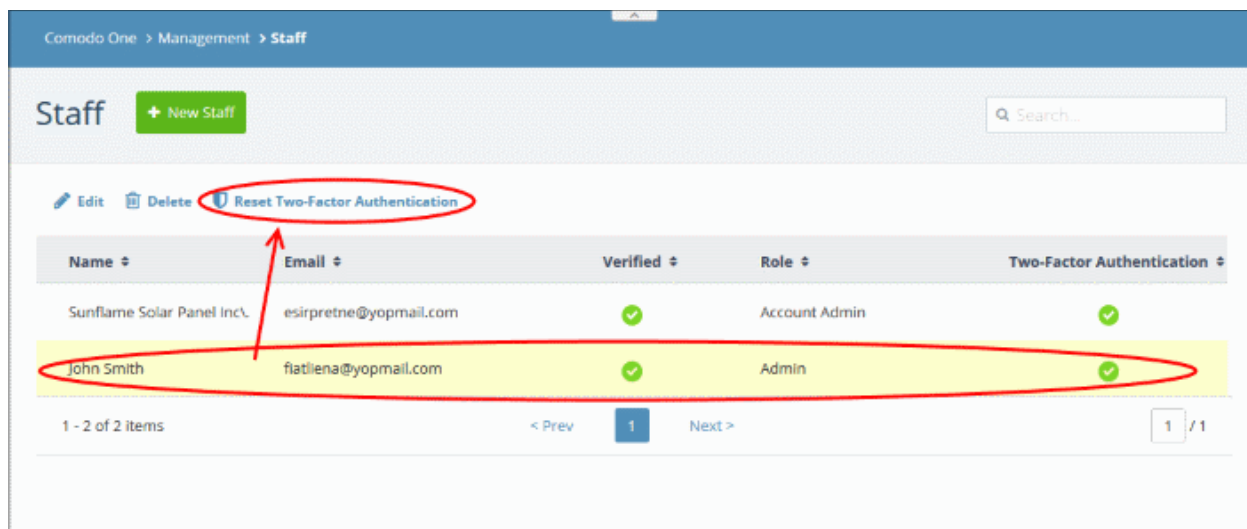 Comodo One > Management > Staff
Staff + New Staff Search...
Edit Delete Reset Two-Factor Authentication
Name Email Verified Role Two-Factor Authentication
Sunflame Solar Panel Inc\. esirpretne@yopmail.com Account Admin
John Smith fiatliena@yopmail.com Admin
1 - 2 of 2 items < Prev 1 Next > 1 / 1